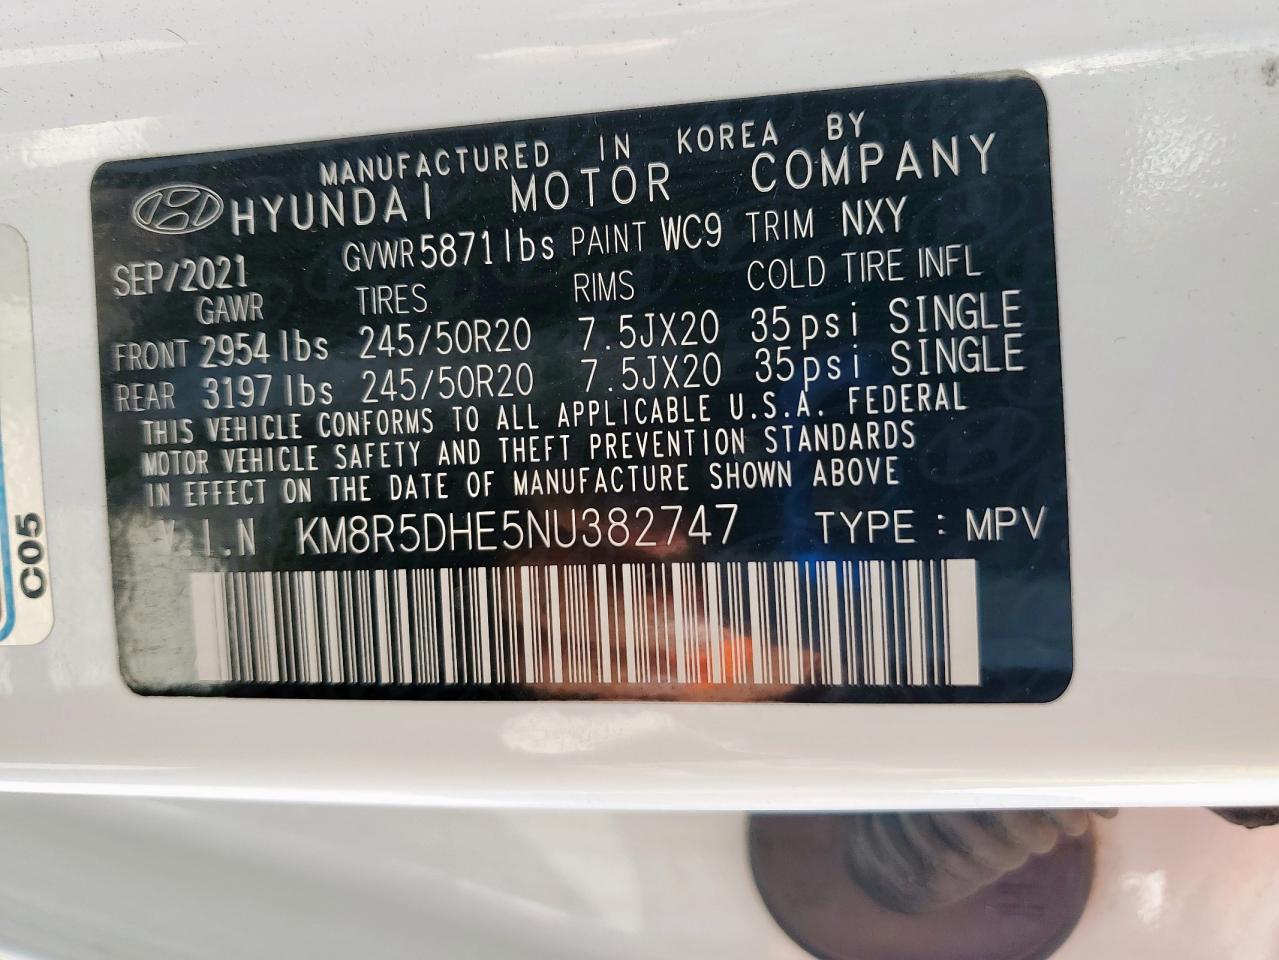 MANUFACTURED IN KOREA BY
HYUNDAI MOTOR COMPANY
SEP/2021 GVWR 5871lbs PAINT WC9 TRIM NXY
GAWR TIRES RIMS COLD TIRE INFL
FRONT 2954 lbs 245/50R20 7.5JX20 35psi SINGLE
REAR 3197 lbs 245/50R20 7.5JX20 35psi SINGLE
THIS VEHICLE CONFORMS TO ALL APPLICABLE U.S.A. FEDERAL
MOTOR VEHICLE SAFETY AND THEFT PREVENTION STANDARDS
IN EFFECT ON THE DATE OF MANUFACTURE SHOWN ABOVE
V.I.N KM8R5DHE5NU382747 TYPE : MPV
C05